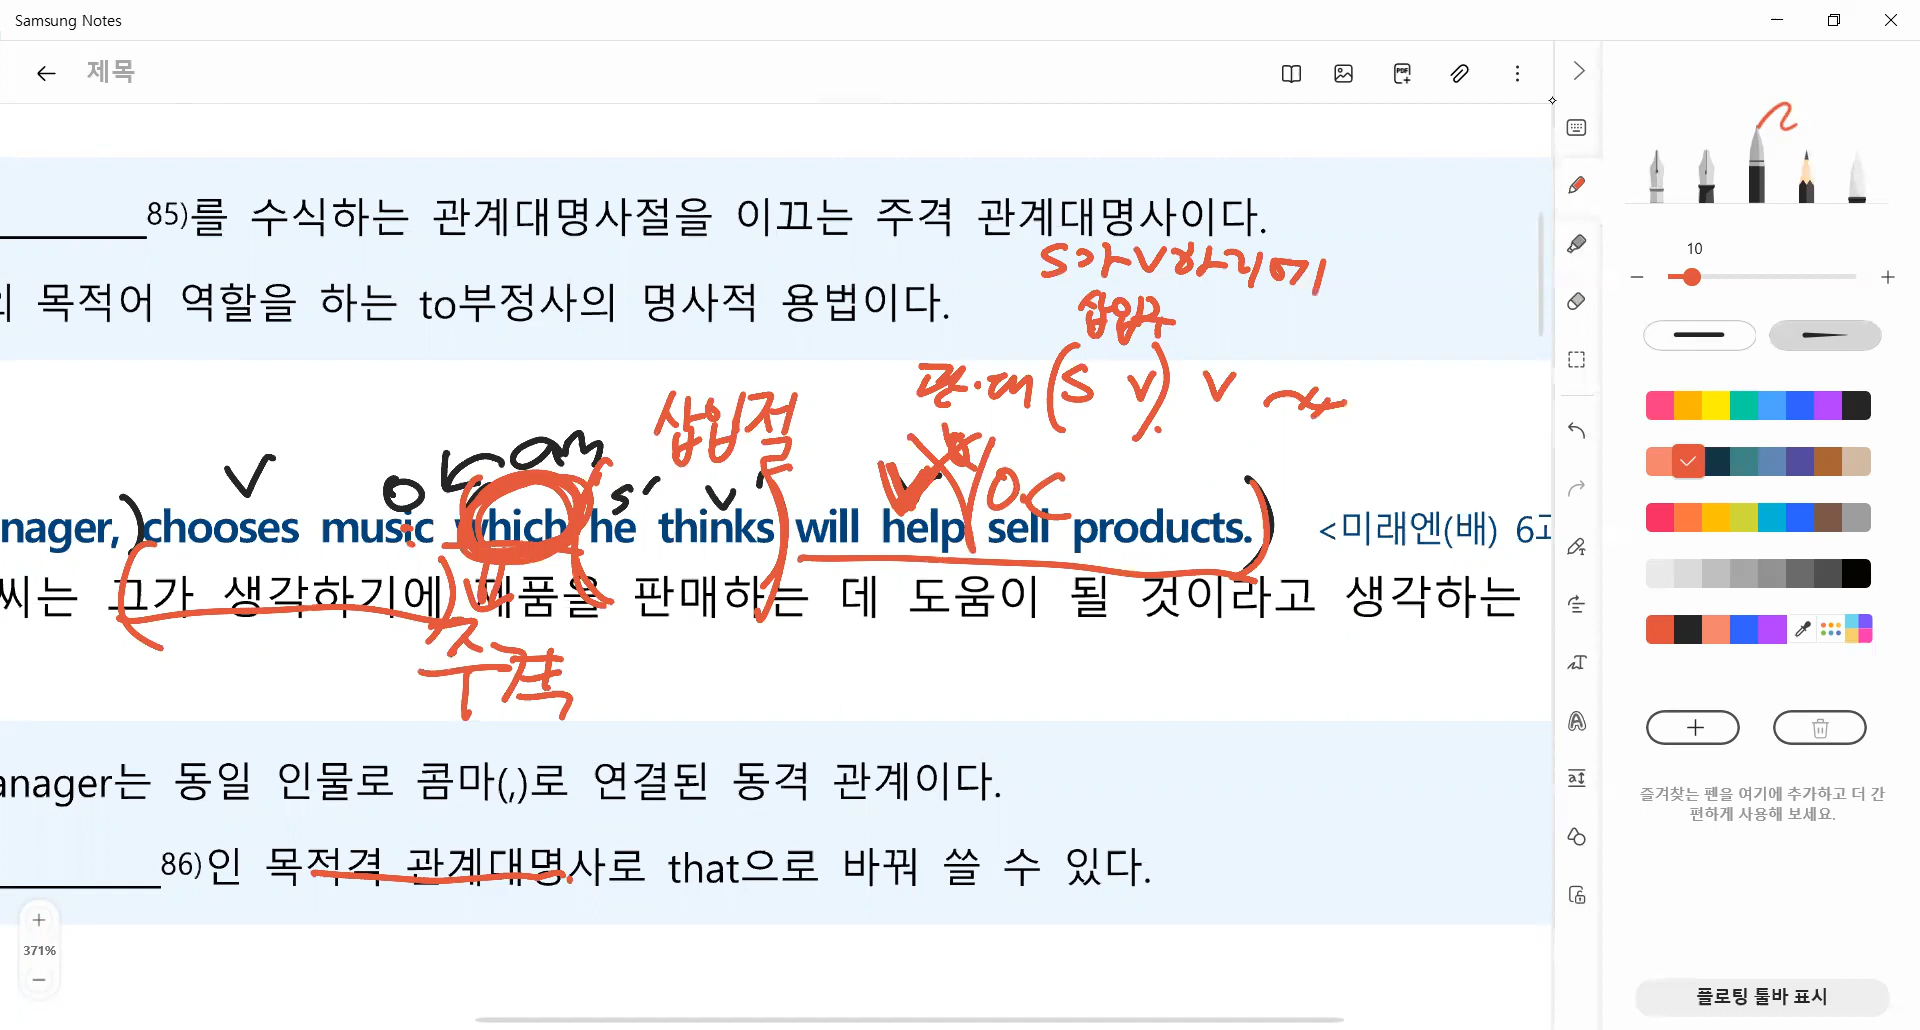 Samsung Notes
제목
85)를 수식하는 관계대명사절을 이끄는 주격 관계대명사이다.
S가 V하기에
의 목적어 역할을 하는 to부정사의 명사적 용법이다.
삽입구
관·대 (S V) V
삽입절
V O S' V' O.C
nager, chooses music which he thinks will help sell products. <미래엔(배) 6과
씨는 그가 생각하기에 제품을 판매하는 데 도움이 될 것이라고 생각하는
주격
anager는 동일 인물로 콤마(,)로 연결된 동격 관계이다.
86)인 목적격 관계대명사로 that으로 바꿔 쓸 수 있다.
371%
10
즐겨찾는 펜을 여기에 추가하고 더 간
편하게 사용해 보세요.
플로팅 툴바 표시